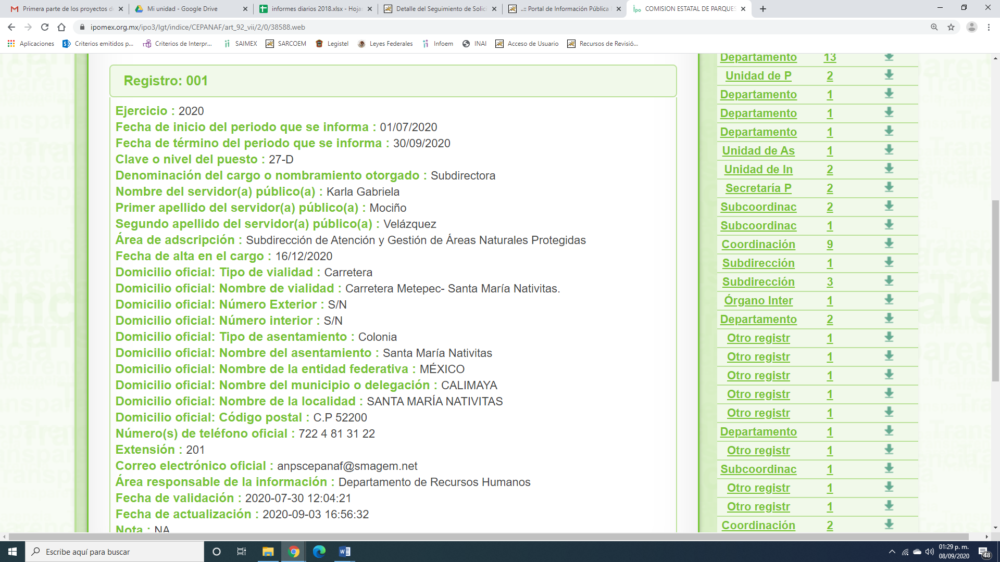 Primera parte de los proyectos d
Mi unidad - Google Drive
informes diarios 2018.xlsx - Hoja
Detalle del Seguimiento de Solici
..:: Portal de Información Pública
COMISION ESTATAL DE PARQUES
ipomex.org.mx/ipo3/lgt/indice/CEPANAF/art_92_vii/2/0/38588.web
Aplicaciones
Criterios emitidos p...
Criterios de Interpr...
SAIMEX
SARCOEM
Legistel
Leyes Federales
Infoem
INAI
Acceso de Usuario
Recursos de Revisió...
Registro: 001
Ejercicio : 2020
Fecha de inicio del periodo que se informa : 01/07/2020
Fecha de término del periodo que se informa : 30/09/2020
Clave o nivel del puesto : 27-D
Denominación del cargo o nombramiento otorgado : Subdirectora
Nombre del servidor(a) público(a) : Karla Gabriela
Primer apellido del servidor(a) público(a) : Mociño
Segundo apellido del servidor(a) público(a) : Velázquez
Área de adscripción : Subdirección de Atención y Gestión de Áreas Naturales Protegidas
Fecha de alta en el cargo : 16/12/2020
Domicilio oficial: Tipo de vialidad : Carretera
Domicilio oficial: Nombre de vialidad : Carretera Metepec- Santa María Nativitas.
Domicilio oficial: Número Exterior : S/N
Domicilio oficial: Número interior : S/N
Domicilio oficial: Tipo de asentamiento : Colonia
Domicilio oficial: Nombre del asentamiento : Santa María Nativitas
Domicilio oficial: Nombre de la entidad federativa : MÉXICO
Domicilio oficial: Nombre del municipio o delegación : CALIMAYA
Domicilio oficial: Nombre de la localidad : SANTA MARÍA NATIVITAS
Domicilio oficial: Código postal : C.P 52200
Número(s) de teléfono oficial : 722 4 81 31 22
Extensión : 201
Correo electrónico oficial : anpscepanaf@smagem.net
Área responsable de la información : Departamento de Recursos Humanos
Fecha de validación : 2020-07-30 12:04:21
Fecha de actualización : 2020-09-03 16:56:32
Nota : NA
Departamento 13
Unidad de P 2
Departamento 1
Departamento 1
Departamento 1
Unidad de As 1
Unidad de In 2
Secretaría P 2
Subcoordinac 2
Subcoordinac 1
Coordinación 9
Subdirección 1
Subdirección 3
Órgano Inter 1
Departamento 2
Otro registr 1
Otro registr 1
Otro registr 1
Otro registr 1
Otro registr 1
Departamento 1
Otro registr 1
Subcoordinac 1
Otro registr 1
Otro registr 1
Coordinación 2
Escribe aquí para buscar
01:29 p. m.
08/09/2020
48